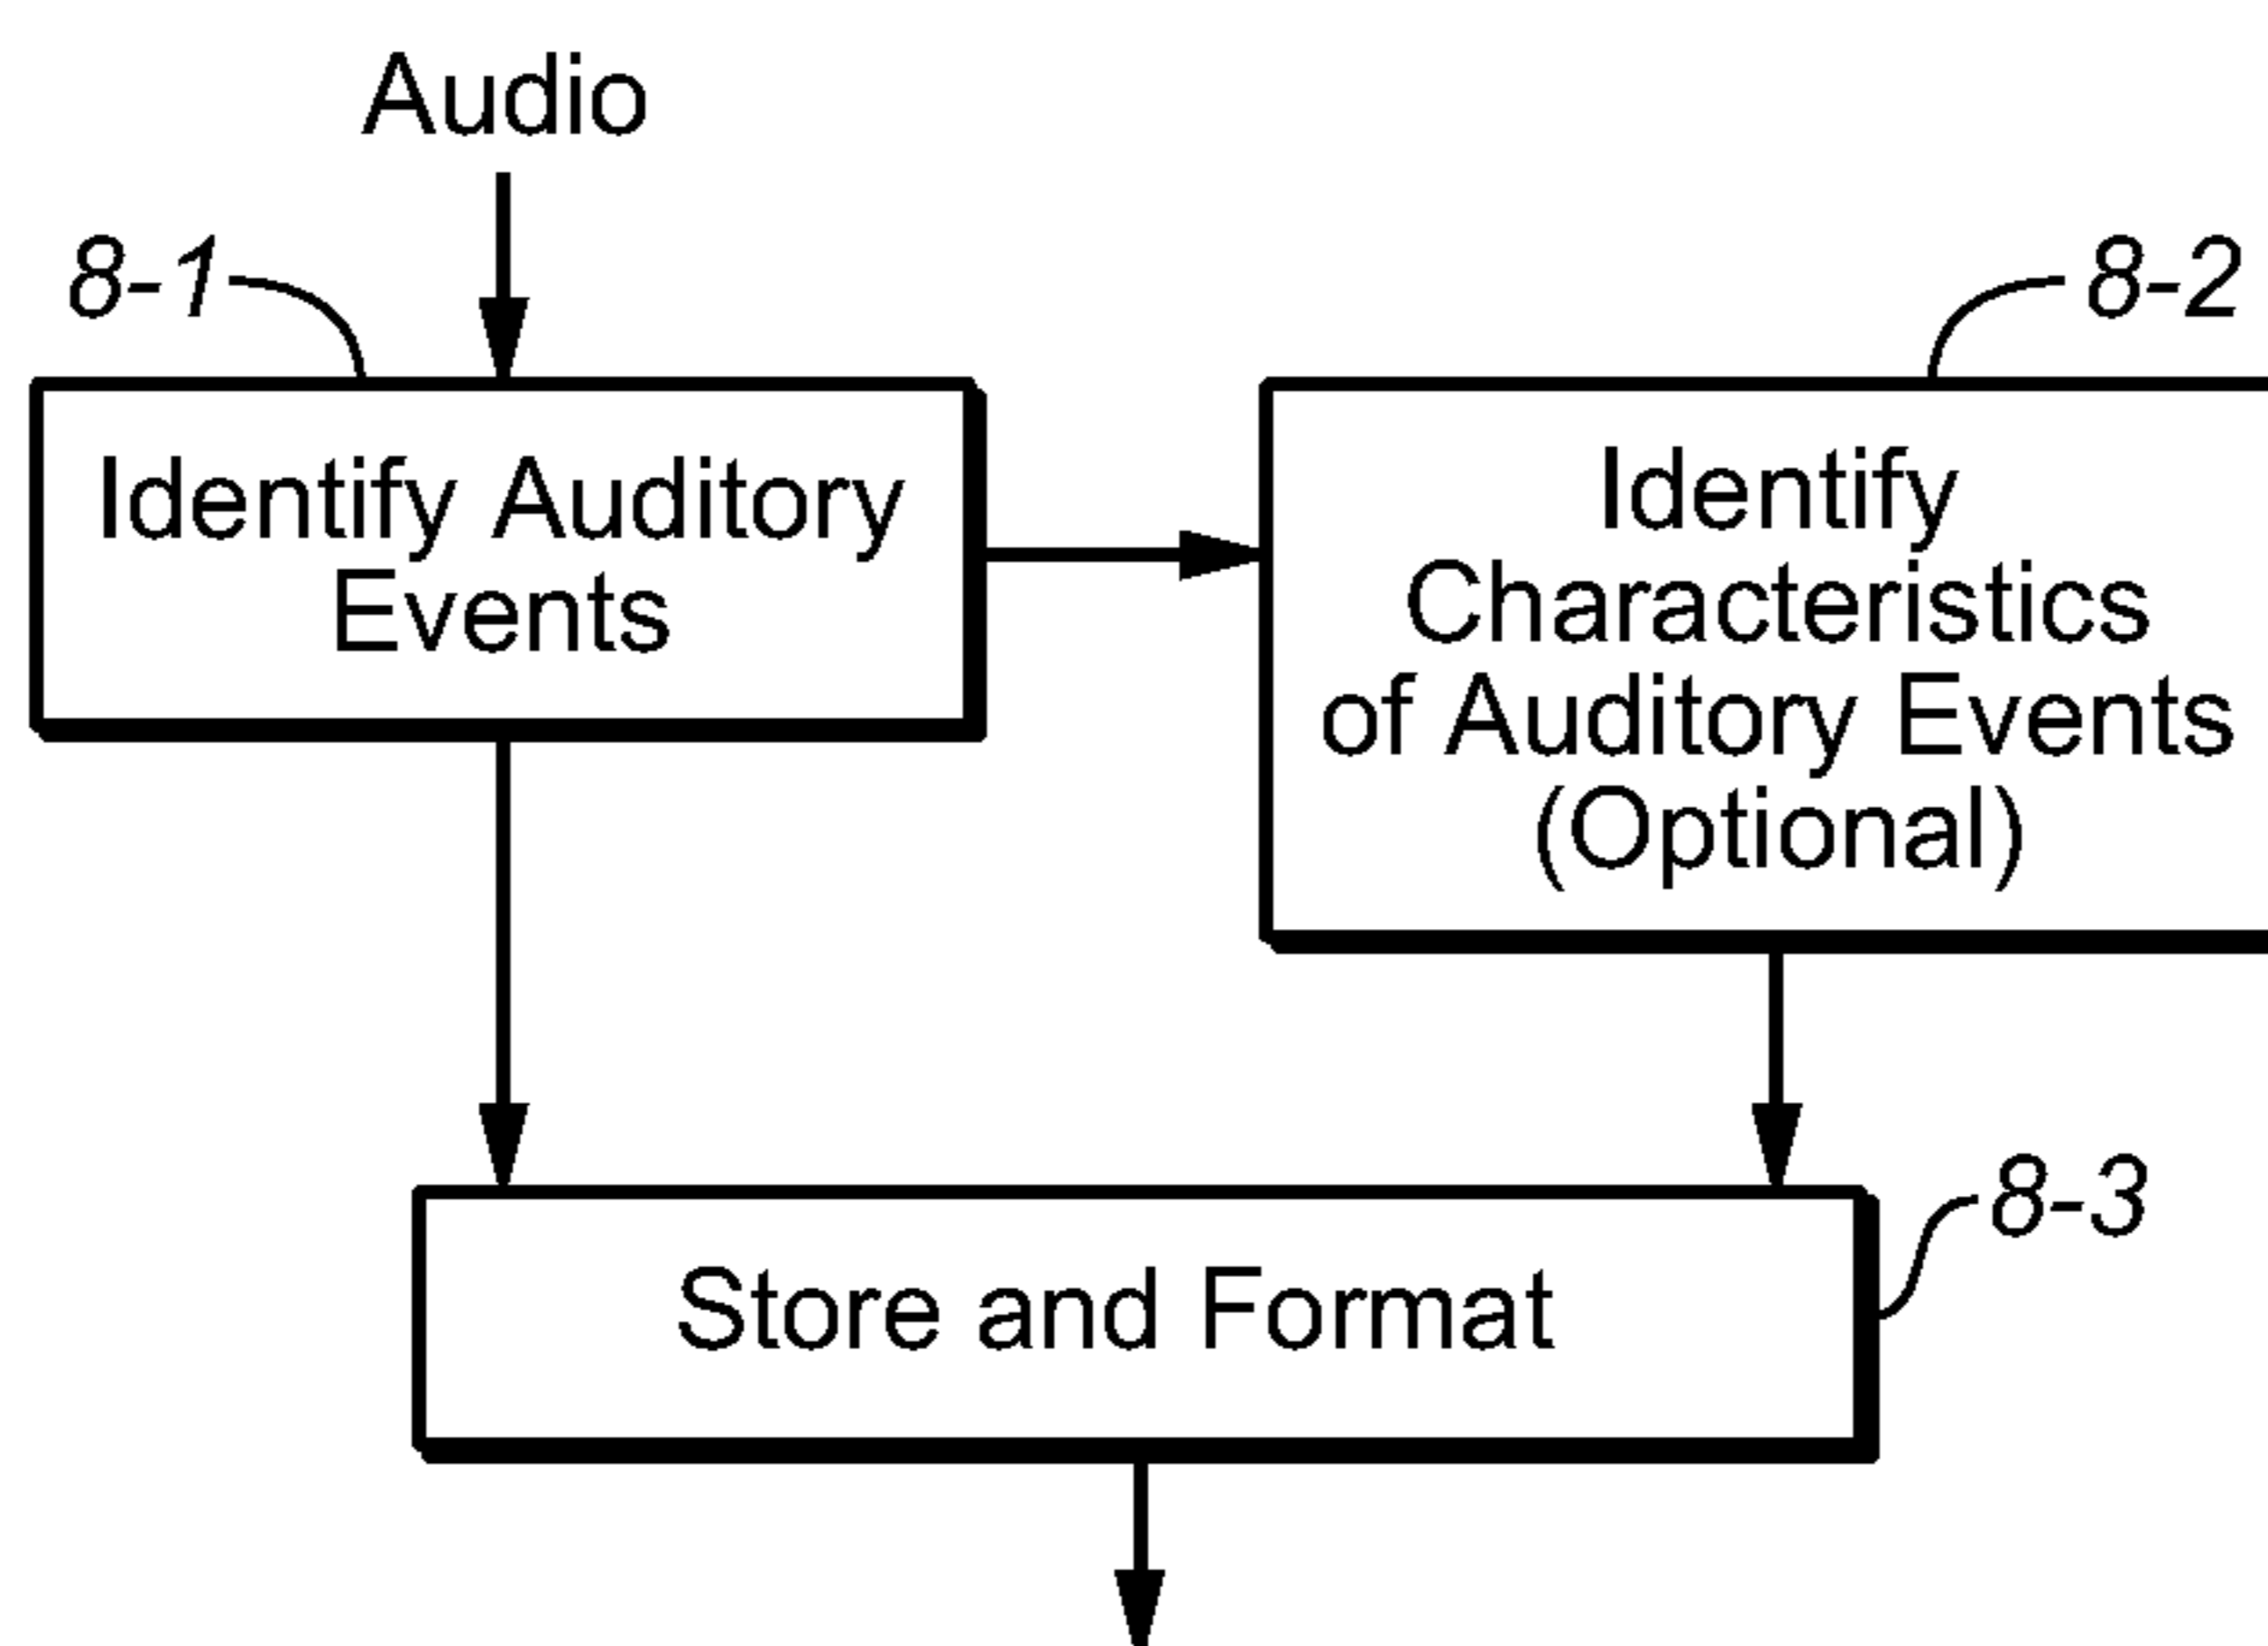 Audio
8-1
8-2
Identify Auditory
Events
Identify
Characteristics
of Auditory Events
(Optional)
8-3
Store and Format